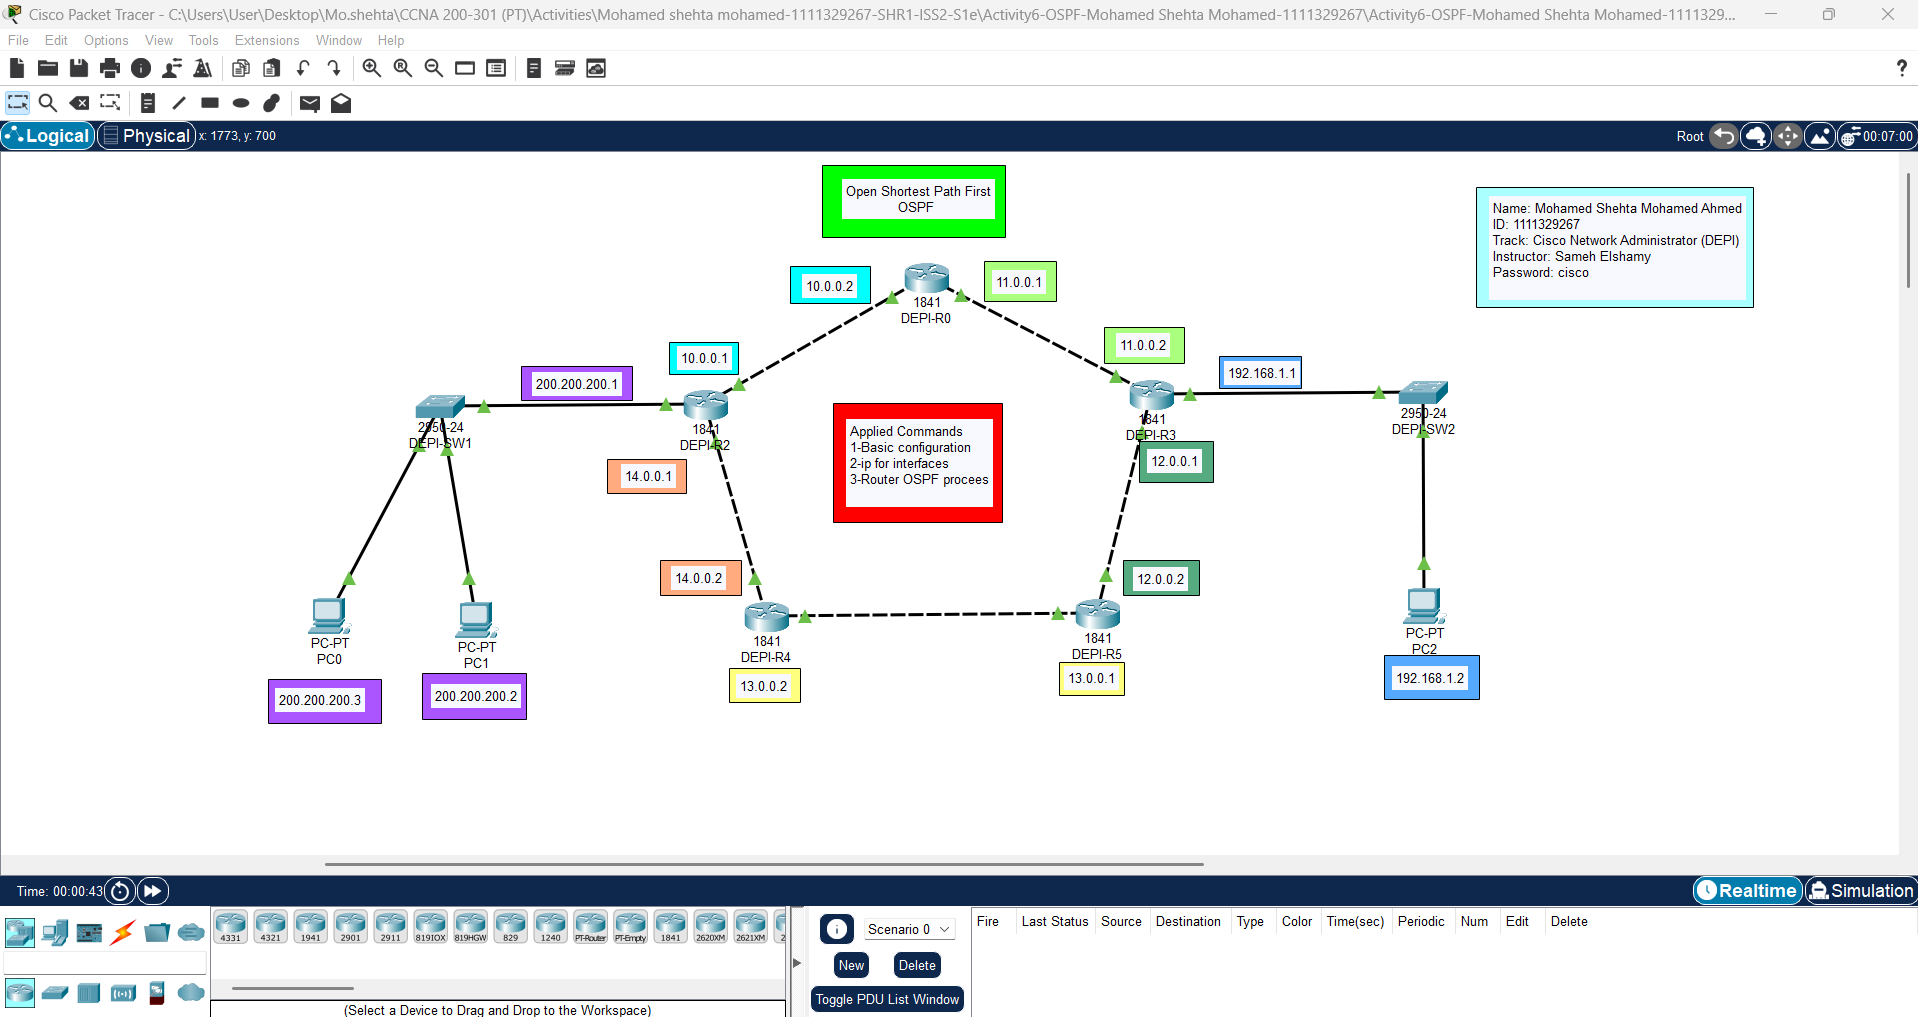 Cisco Packet Tracer - C:\Users\User\Desktop\Mo.shehta\CCNA 200-301 (PT)\Activities\Mohamed shehta mohamed-1111329267-SHR1-ISS2-S1e\Activity6-OSPF-Mohamed Shehta Mohamed-1111329267\Activity6-OSPF-Mohamed Shehta Mohamed-1111329...
File Edit Options View Tools Extensions Window Help
?
Logical Physical x: 1773, y: 700 Root 00:07:00
Open Shortest Path First
OSPF
Name: Mohamed Shehta Mohamed Ahmed
ID: 1111329267
Track: Cisco Network Administrator (DEPI)
Instructor: Sameh Elshamy
Password: cisco
10.0.0.2
11.0.0.1
1841
DEPI-R0
10.0.0.1
11.0.0.2
200.200.200.1
192.168.1.1
2950-24
DEPI-SW1
1841
DEPI-R2
1841
DEPI-R3
2950-24
DEPI-SW2
Applied Commands
1-Basic configuration
2-ip for interfaces
3-Router OSPF procees
14.0.0.1
12.0.0.1
14.0.0.2
12.0.0.2
PC-PT
PC0
PC-PT
PC1
1841
DEPI-R4
1841
DEPI-R5
PC-PT
PC2
200.200.200.3
200.200.200.2
13.0.0.2
13.0.0.1
192.168.1.2
Time: 00:00:43 Realtime Simulation
4331 4321 1941 2901 2911 819IOX 819HGW 829 1240 PT-Router PT-Empty 1841 2620XM 2621XM 2
(Select a Device to Drag and Drop to the Workspace)
Scenario 0
New Delete
Toggle PDU List Window
Fire Last Status Source Destination Type Color Time(sec) Periodic Num Edit Delete